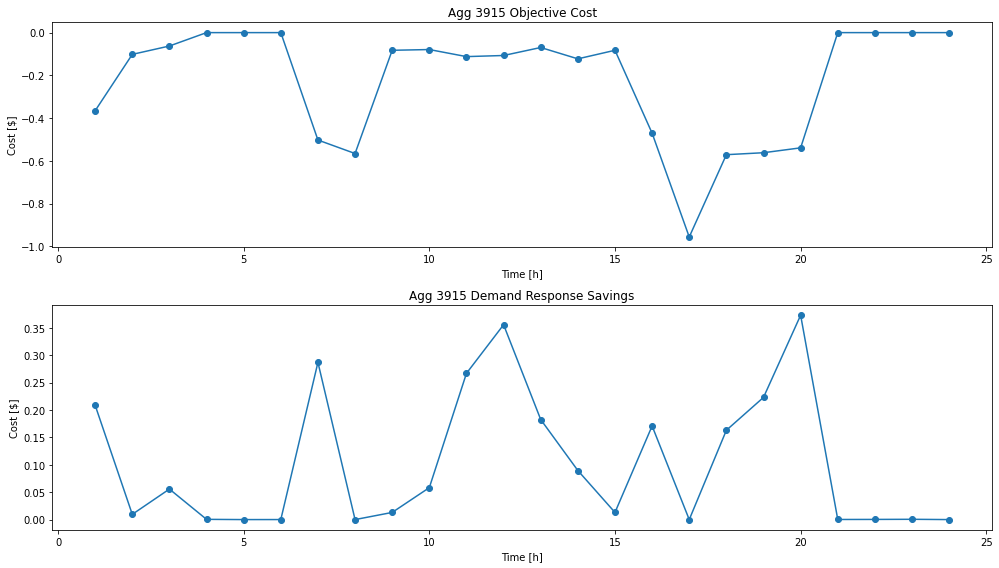 Agg 3915 Objective Cost
Cost [$]
0.0
−0.2
−0.4
−0.6
−0.8
−1.0
0 5 10 15 20 25
Time [h]
Agg 3915 Demand Response Savings
Cost [$]
0.35
0.30
0.25
0.20
0.15
0.10
0.05
0.00
0 5 10 15 20 25
Time [h]